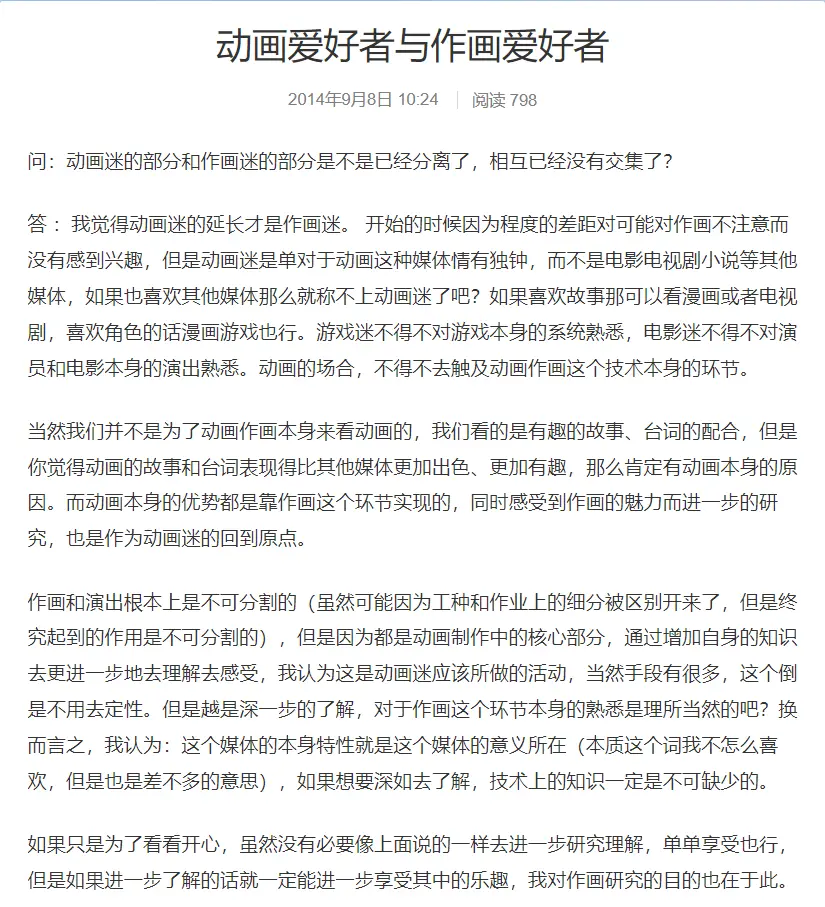 动画爱好者与作画爱好者
2014年9月8日 10:24 阅读 798
问：动画迷的部分和作画迷的部分是不是已经分离了，相互已经没有交集了？
答： 我觉得动画迷的延长才是作画迷。 开始的时候因为程度的差距对可能对作画不注意而
没有感到兴趣，但是动画迷是单对于动画这种媒体情有独钟，而不是电影电视剧小说等其他
媒体，如果也喜欢其他媒体那么就称不上动画迷了吧？如果喜欢故事那可以看漫画或者电视
剧，喜欢角色的话漫画游戏也行。游戏迷不得不对游戏本身的系统熟悉，电影迷不得不对演
员和电影本身的演出熟悉。动画的场合，不得不去触及动画作画这个技术本身的环节。
当然我们并不是为了动画作画本身来看动画的，我们看的是有趣的故事、台词的配合，但是
你觉得动画的故事和台词表现得比其他媒体更加出色、更加有趣，那么肯定有动画本身的原
因。而动画本身的优势都是靠作画这个环节实现的，同时感受到作画的魅力而进一步的研
究，也是作为动画迷的回到原点。
作画和演出根本上是不可分割的（虽然可能因为工种和作业上的细分被区别开来了，但是终
究起到的作用是不可分割的），但是因为都是动画制作中的核心部分，通过增加自身的知识
去更进一步地去理解去感受，我认为这是动画迷应该所做的活动，当然手段有很多，这个倒
是不用去定性。但是越是深一步的了解，对于作画这个环节本身的熟悉是理所当然的吧？换
而言之，我认为：这个媒体的本身特性就是这个媒体的意义所在（本质这个词我不怎么喜
欢，但是也是差不多的意思），如果想要深如去了解，技术上的知识一定是不可缺少的。
如果只是为了看看开心，虽然没有必要像上面说的一样去进一步研究理解，单单享受也行，
但是如果进一步了解的话就一定能进一步享受其中的乐趣，我对作画研究的目的也在于此。